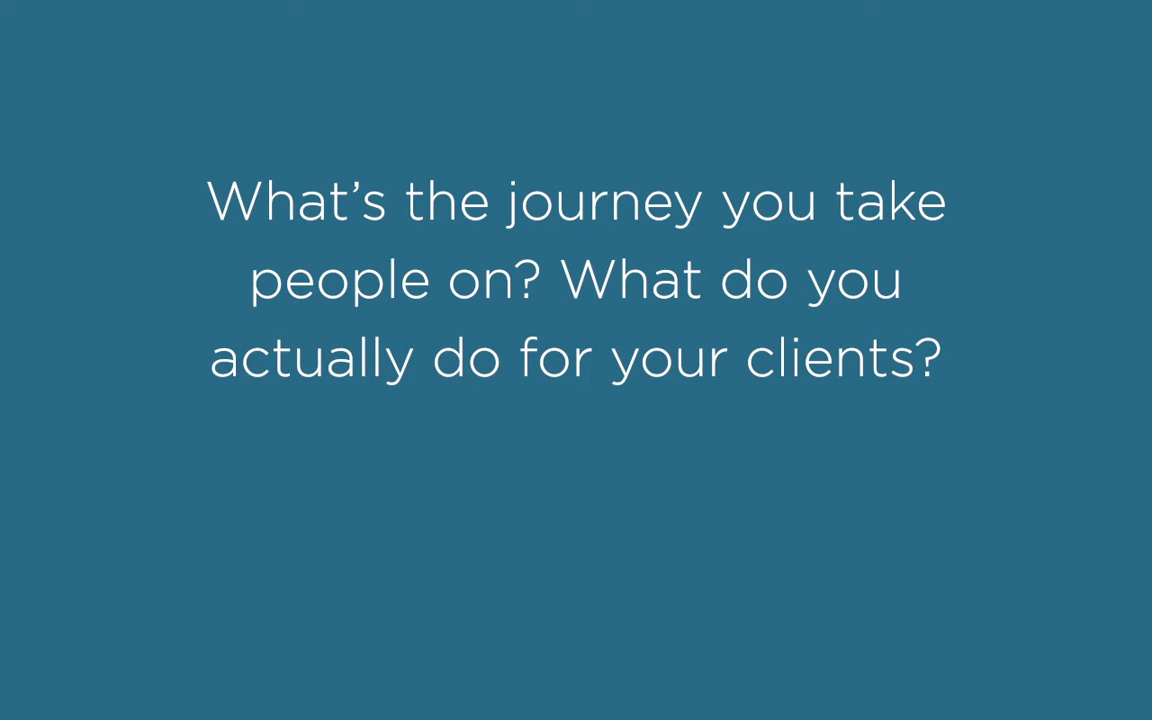 What’s the journey you take
people on? What do you
actually do for your clients?